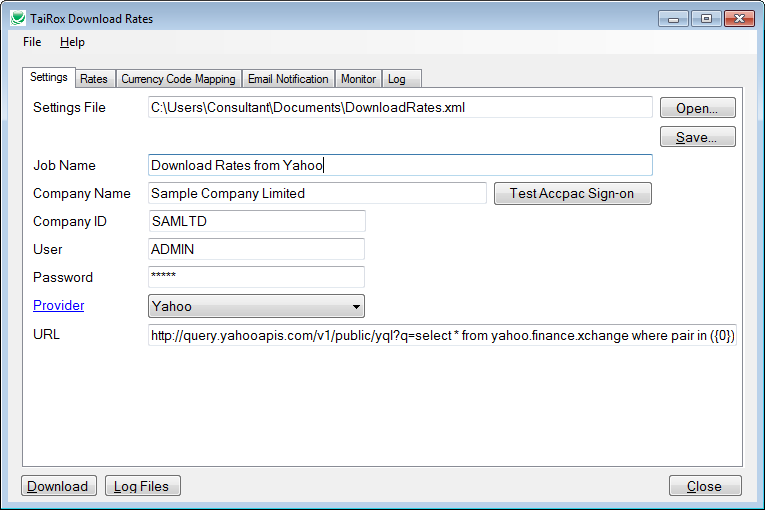 TaiRox Download Rates
File Help
Settings Rates Currency Code Mapping Email Notification Monitor Log
Settings File C:\Users\Consultant\Documents\DownloadRates.xml Open...
Save...
Job Name Download Rates from Yahoo
Company Name Sample Company Limited Test Accpac Sign-on
Company ID SAMLTD
User ADMIN
Password *****
Provider Yahoo
URL http://query.yahooapis.com/v1/public/yql?q=select * from yahoo.finance.xchange where pair in ({0})
Download Log Files Close